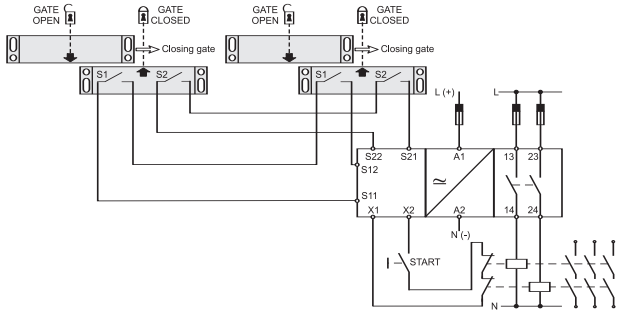 GATE OPEN
GATE CLOSED
GATE OPEN
GATE CLOSED
Closing gate
Closing gate
S1
S2
S1
S2
L (+)
L
S22
S21
A1
13
23
S12
S11
X1
X2
A2
14
24
N (-)
START
N